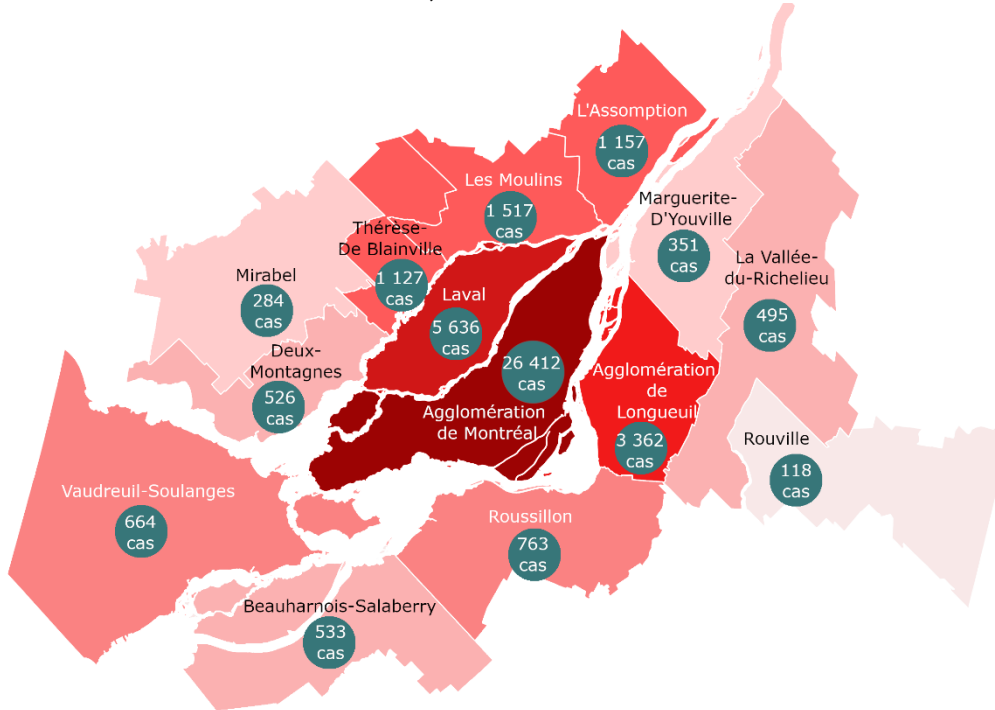 L'Assomption
1 157
cas
Les Moulins
1 517
cas
Marguerite-
D'Youville
351
cas
Thérèse-
De Blainville
1 127
cas
La Vallée-
du-Richelieu
495
cas
Mirabel
284
cas
Laval
5 636
cas
Deux-
Montagnes
526
cas
26 412
cas
Agglomération
de Montréal
Agglomération
de
Longueuil
3 362
cas
Rouville
118
cas
Vaudreuil-Soulanges
664
cas
Roussillon
763
cas
Beauharnois-Salaberry
533
cas